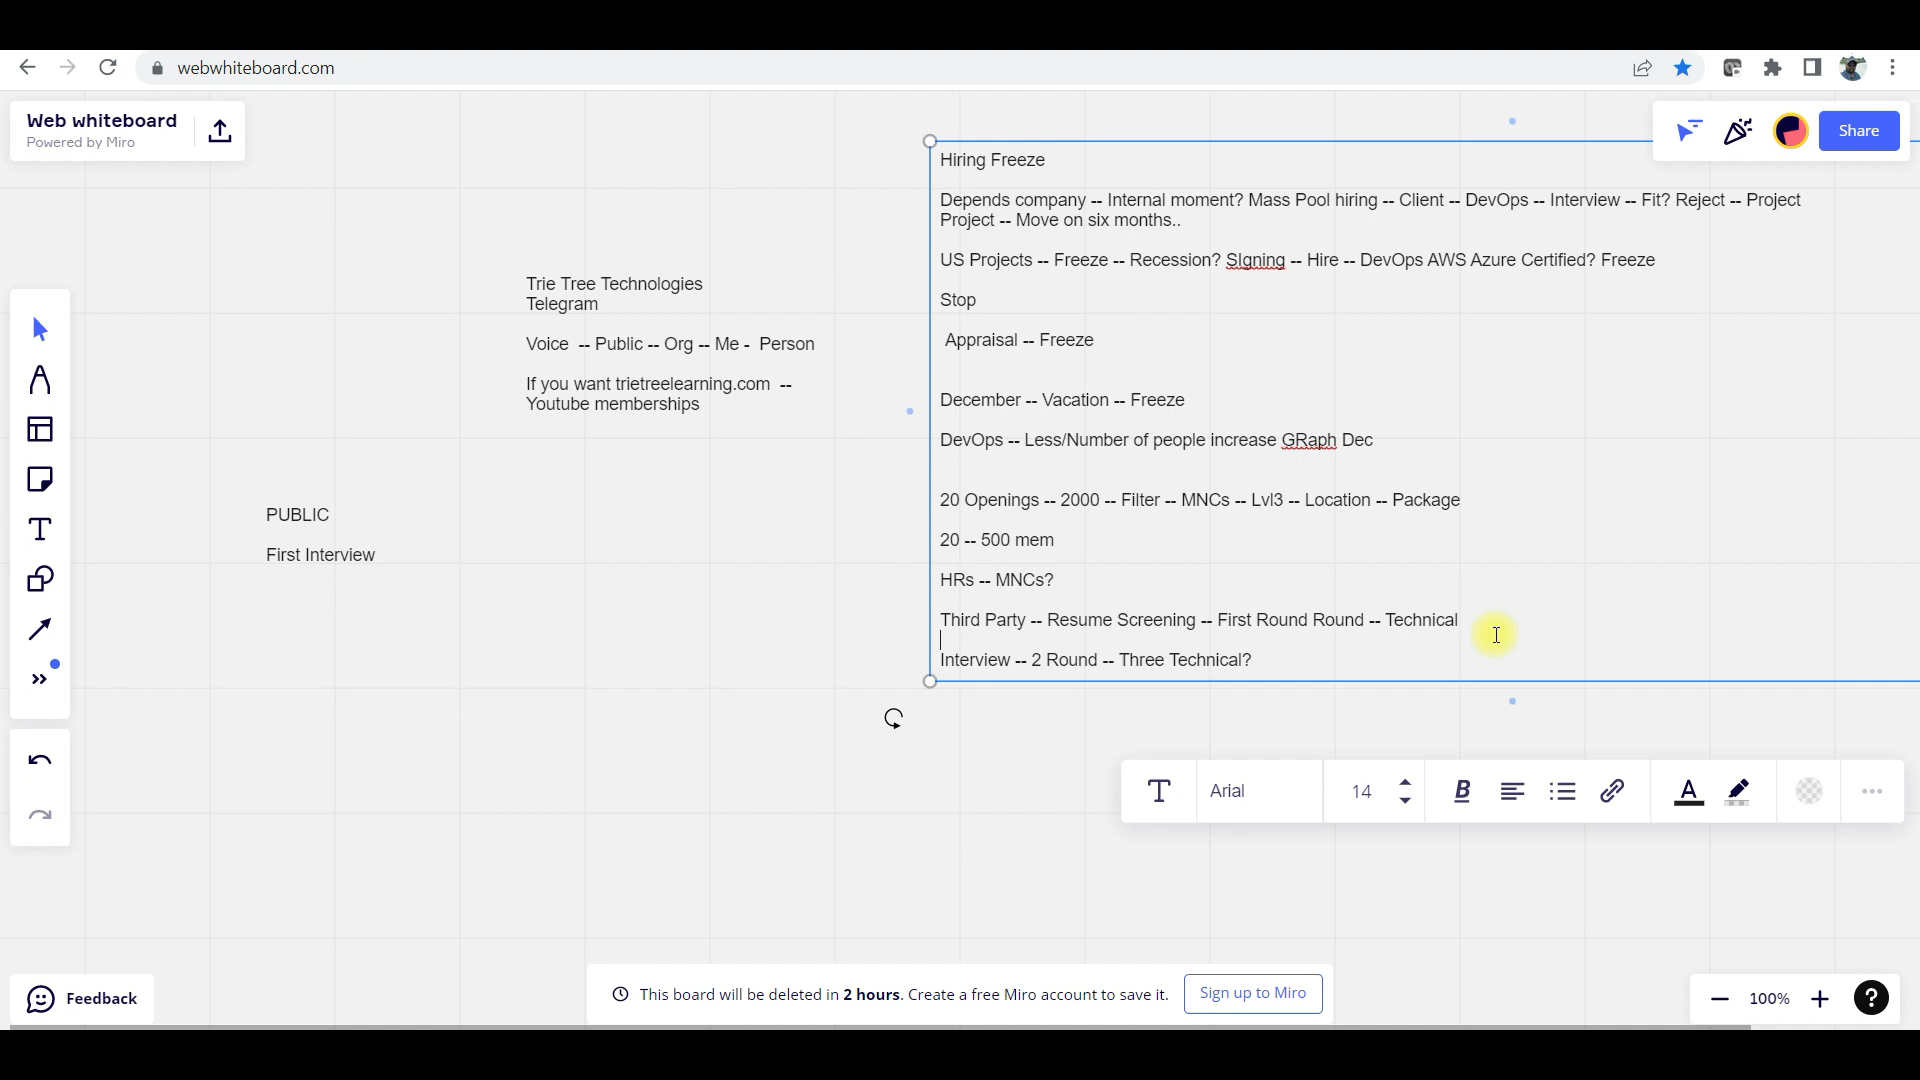 webwhiteboard.com
Web whiteboard
Powered by Miro
Share
Hiring Freeze
Depends company -- Internal moment? Mass Pool hiring -- Client -- DevOps -- Interview -- Fit? Reject -- Project
Project -- Move on six months..
US Projects -- Freeze -- Recession? SIgning -- Hire -- DevOps AWS Azure Certified? Freeze
Stop
Appraisal -- Freeze
December -- Vacation -- Freeze
DevOps -- Less/Number of people increase GRaph Dec
20 Openings -- 2000 -- Filter -- MNCs -- Lvl3 -- Location -- Package
20 -- 500 mem
HRs -- MNCs?
Third Party -- Resume Screening -- First Round Round -- Technical
Interview -- 2 Round -- Three Technical?
Trie Tree Technologies
Telegram
Voice -- Public -- Org -- Me - Person
If you want trietreelearning.com --
Youtube memberships
PUBLIC
First Interview
Arial
14
B
A
Feedback
This board will be deleted in 2 hours. Create a free Miro account to save it.
Sign up to Miro
100%